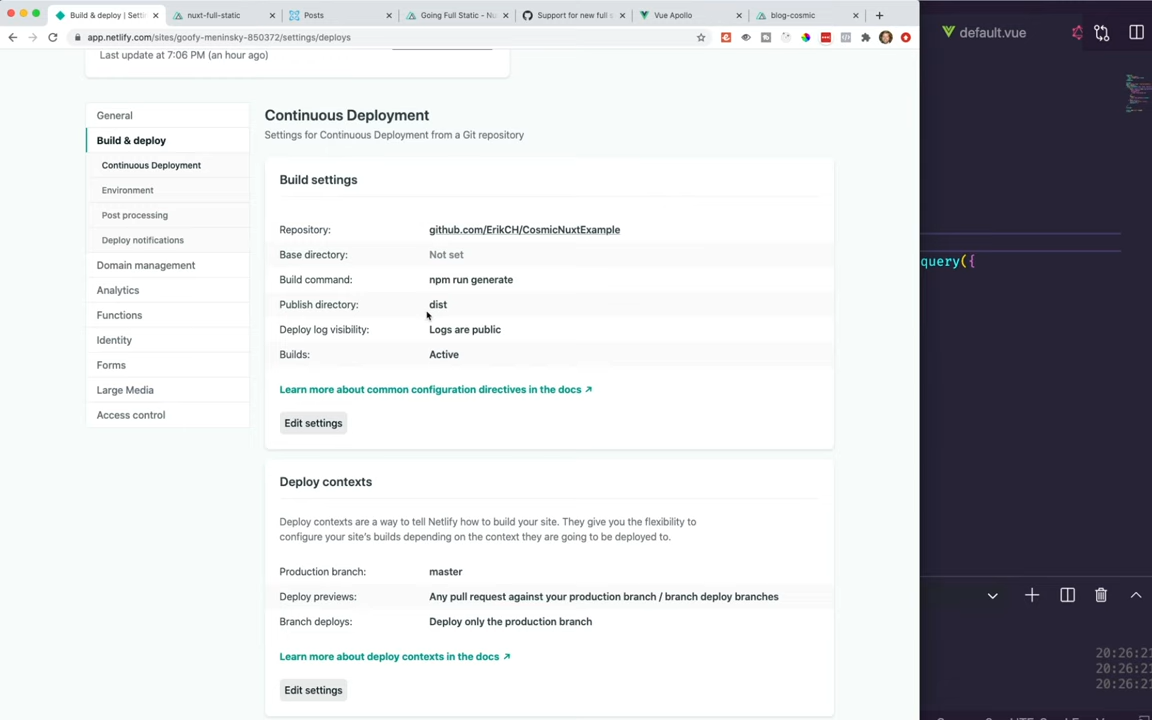 Build & deploy | Setti
nuxt-full-static
Posts
Going Full Static - Nu
Support for new full s
Vue Apollo
blog-cosmic
default.vue
app.netlify.com/sites/goofy-meninsky-850372/settings/deploys
Last update at 7:06 PM (an hour ago)
General
Build & deploy
Continuous Deployment
Environment
Post processing
Deploy notifications
Domain management
Analytics
Functions
Identity
Forms
Large Media
Access control
Continuous Deployment
Settings for Continuous Deployment from a Git repository
Build settings
Repository: github.com/ErikCH/CosmicNuxtExample
Base directory: Not set
Build command: npm run generate
Publish directory: dist
Deploy log visibility: Logs are public
Builds: Active
Learn more about common configuration directives in the docs ↗
Edit settings
Deploy contexts
Deploy contexts are a way to tell Netlify how to build your site. They give you the flexibility to
configure your site's builds depending on the context they are going to be deployed to.
Production branch: master
Deploy previews: Any pull request against your production branch / branch deploy branches
Branch deploys: Deploy only the production branch
Learn more about deploy contexts in the docs ↗
Edit settings
query({
20:26:21
20:26:21
20:26:21